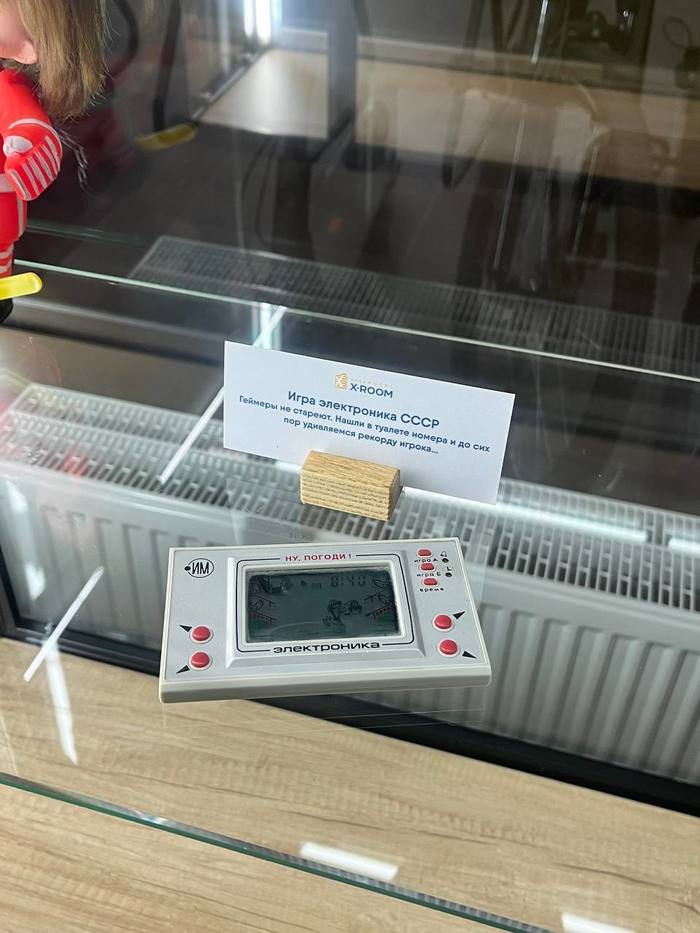 X-ROOM
Игра электроника СССР
Геймеры не стареют. Нашли в туалете номера и до сих
пор удивляемся рекорду игрока...
ИМ
НУ, ПОГОДИ!
игра А
игра Б
время
8:40
электроника